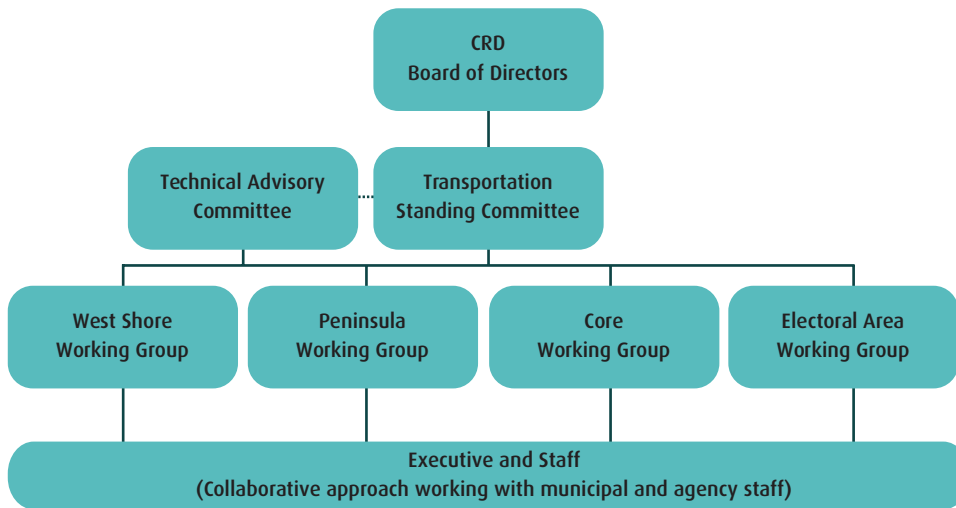 CRD
Board of Directors
Technical Advisory
Committee
Transportation
Standing Committee
West Shore
Working Group
Peninsula
Working Group
Core
Working Group
Electoral Area
Working Group
Executive and Staff
(Collaborative approach working with municipal and agency staff)